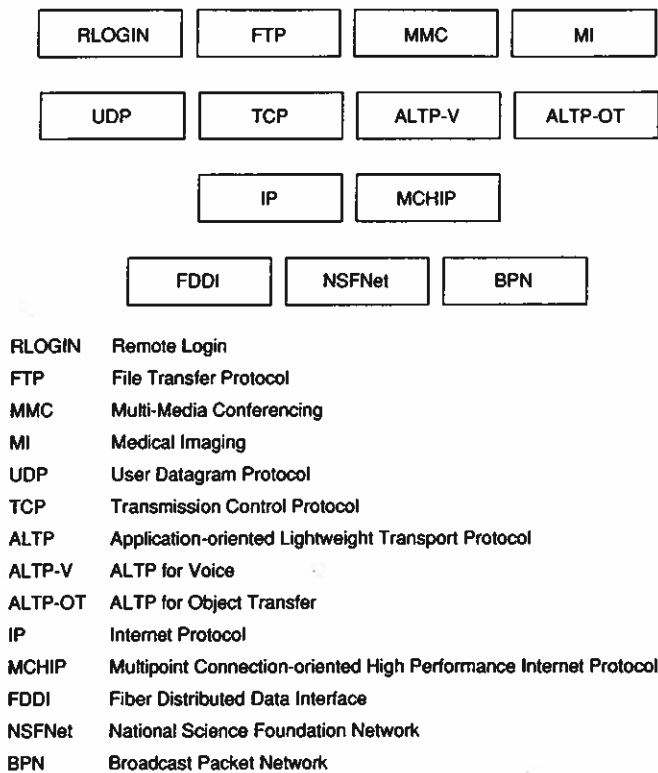 RLOGIN FTP MMC MI
UDP TCP ALTP-V ALTP-OT
IP MCHIP
FDDI NSFNet BPN
RLOGIN Remote Login
FTP File Transfer Protocol
MMC Multi-Media Conferencing
MI Medical Imaging
UDP User Datagram Protocol
TCP Transmission Control Protocol
ALTP Application-oriented Lightweight Transport Protocol
ALTP-V ALTP for Voice
ALTP-OT ALTP for Object Transfer
IP Internet Protocol
MCHIP Multipoint Connection-oriented High Performance Internet Protocol
FDDI Fiber Distributed Data Interface
NSFNet National Science Foundation Network
BPN Broadcast Packet Network